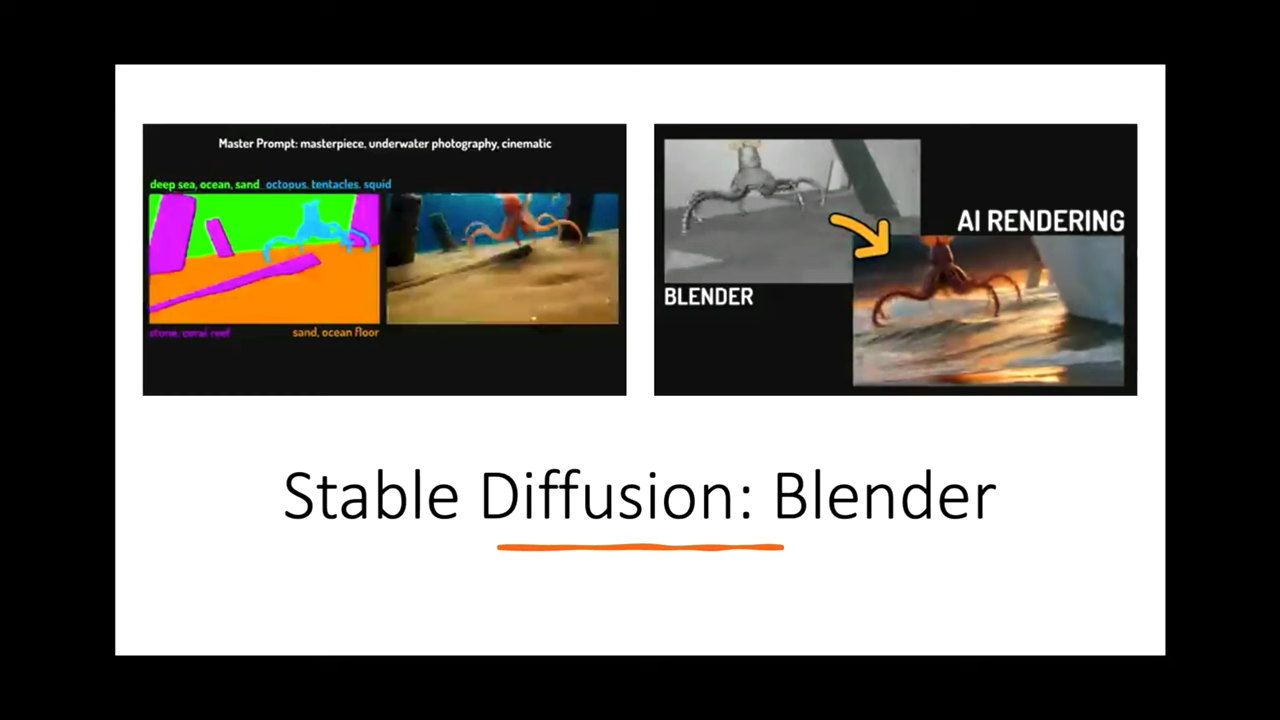 Master Prompt: masterpiece, underwater photography, cinematic
deep sea, ocean, sand octopus, tentacles, squid
stone, coral reef sand, ocean floor
AI RENDERING
BLENDER
Stable Diffusion: Blender